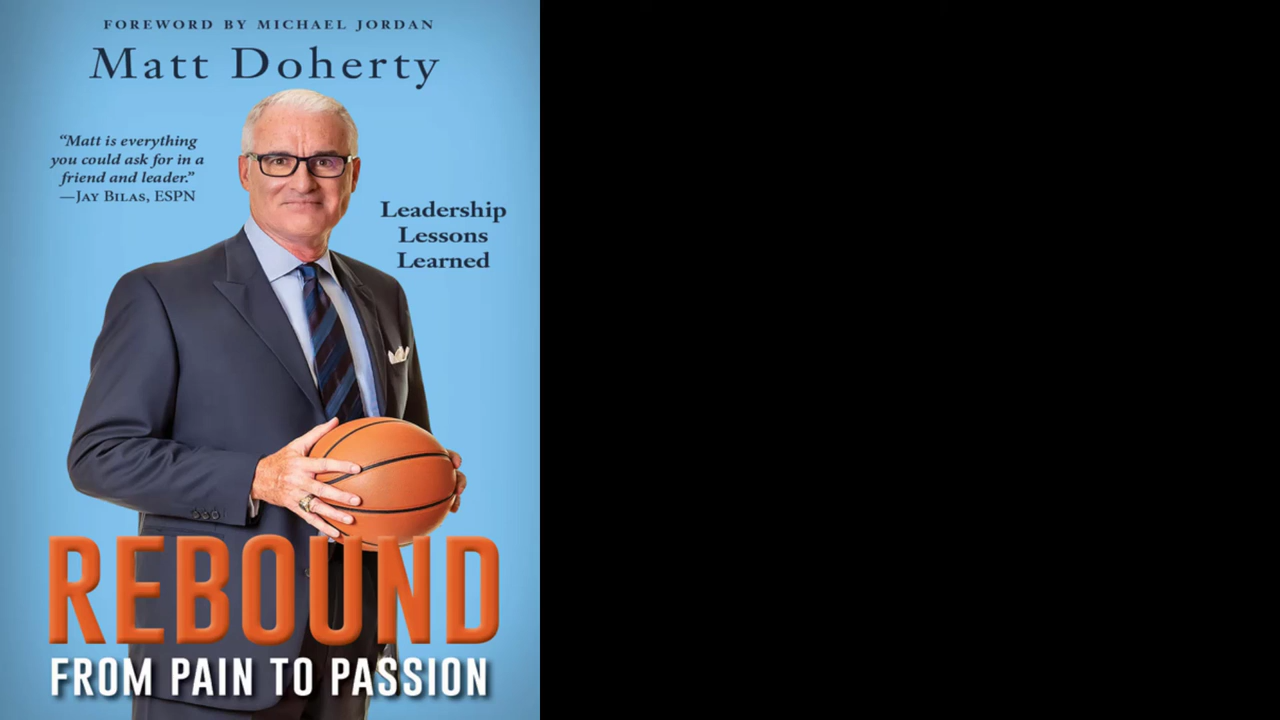 FOREWORD BY MICHAEL JORDAN
Matt Doherty
“Matt is everything
you could ask for in a
friend and leader.”
—Jay Bilas, ESPN
Leadership
Lessons
Learned
REBOUND
FROM PAIN TO PASSION